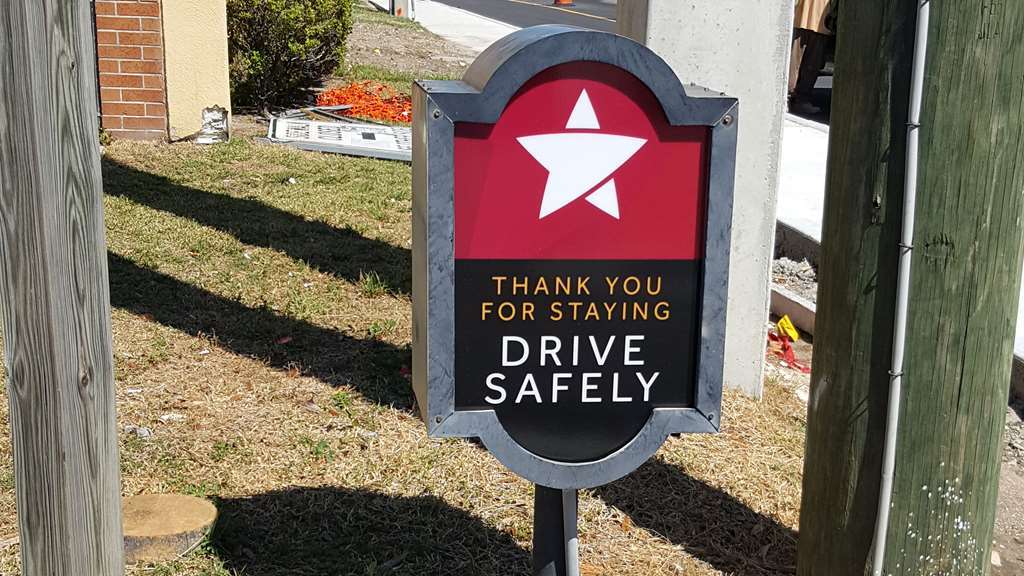 THANK YOU
FOR STAYING
DRIVE
SAFELY